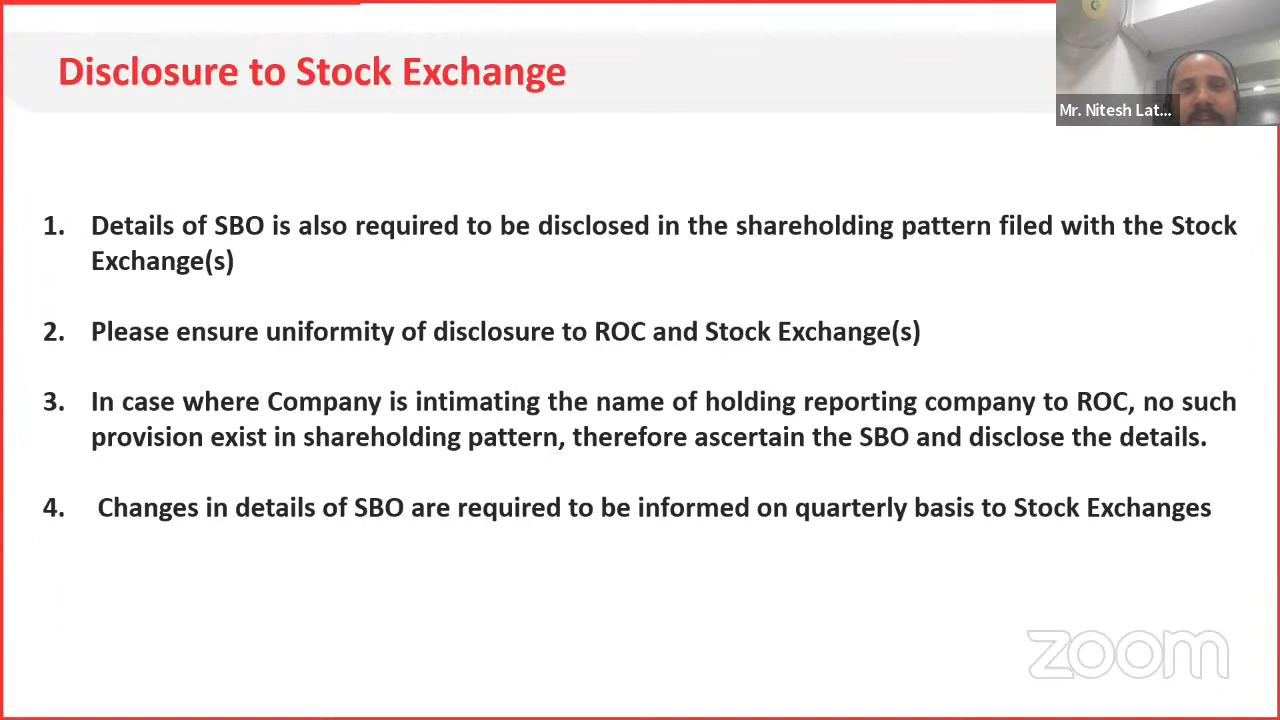 Disclosure to Stock Exchange
Mr. Nitesh Lat...
1. Details of SBO is also required to be disclosed in the shareholding pattern filed with the Stock
Exchange(s)
2. Please ensure uniformity of disclosure to ROC and Stock Exchange(s)
3. In case where Company is intimating the name of holding reporting company to ROC, no such
provision exist in shareholding pattern, therefore ascertain the SBO and disclose the details.
4. Changes in details of SBO are required to be informed on quarterly basis to Stock Exchanges
zoom